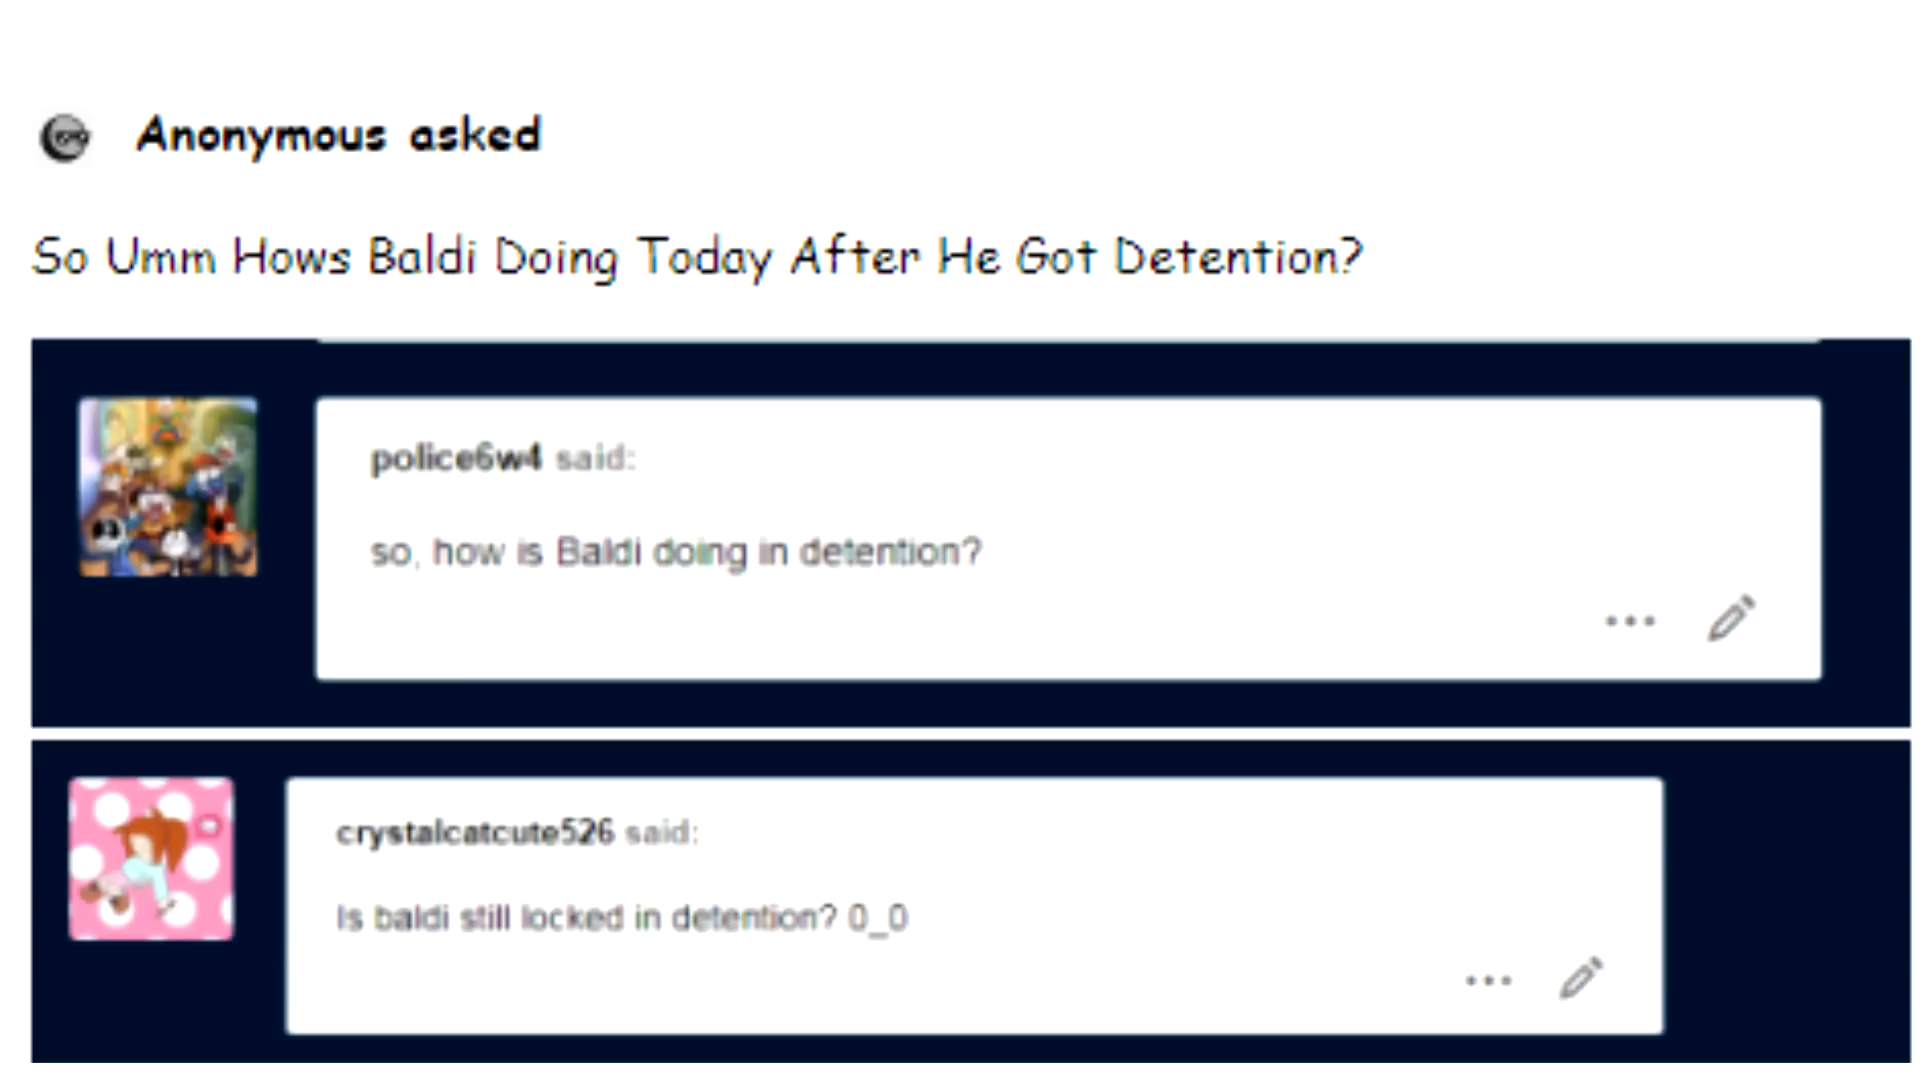 Anonymous asked
So Umm Hows Baldi Doing Today After He Got Detention?
police6w4 said:
so, how is Baldi doing in detention?
crystalcatcute526 said:
Is baldi still locked in detention? 0_0